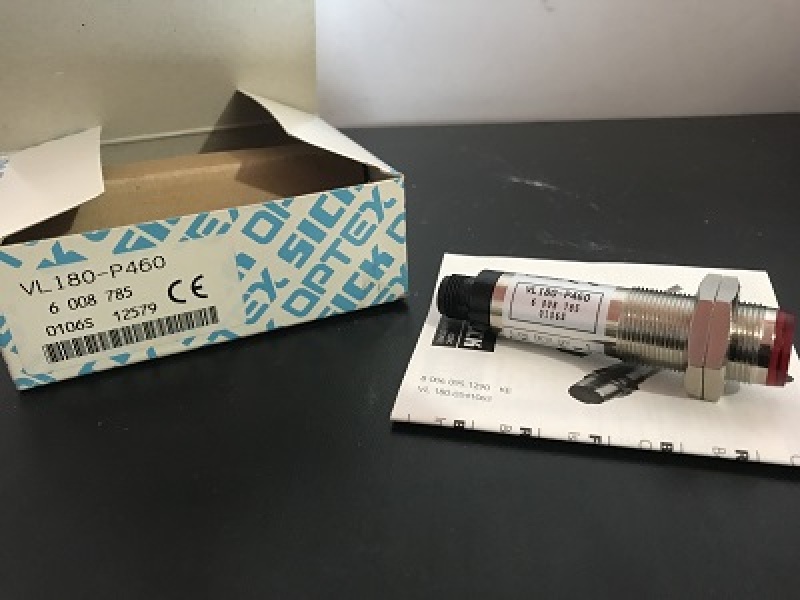 VL180-P460
6 008 785
0106S 12579 CE
SICK
OPTEX
VL180-P460
6 008 785
0106S
8 006 095.1290 KE